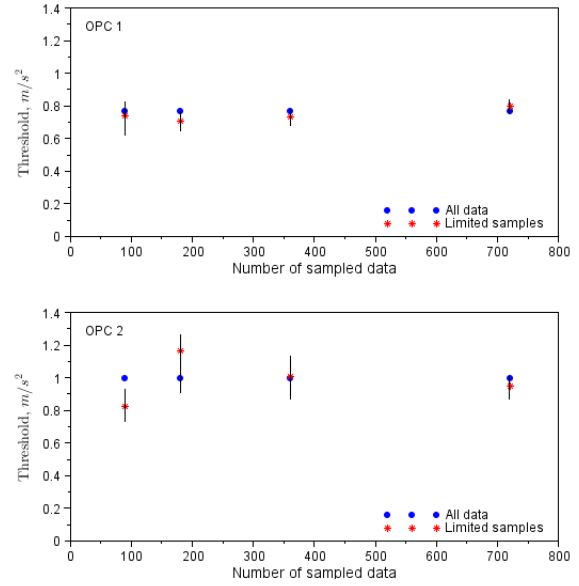 1.4
OPC 1
1.2
1
0.8
0.6
0.4
0.2
0
Threshold, m/s²
All data
Limited samples
0 100 200 300 400 500 600 700 800
Number of sampled data
1.4
OPC 2
1.2
1
0.8
0.6
0.4
0.2
0
Threshold, m/s²
All data
Limited samples
0 100 200 300 400 500 600 700 800
Number of sampled data